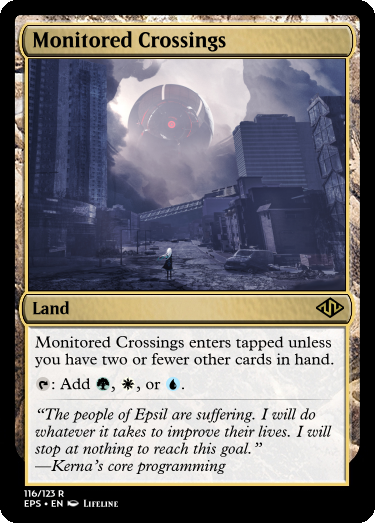 Monitored Crossings
Land
Monitored Crossings enters tapped unless
you have two or fewer other cards in hand.
: Add , , or .
“The people of Epsil are suffering. I will do
whatever it takes to improve their lives. I will
stop at nothing to reach this goal.”
—Kerna’s core programming
116/123 R
EPS • EN LIFELINE